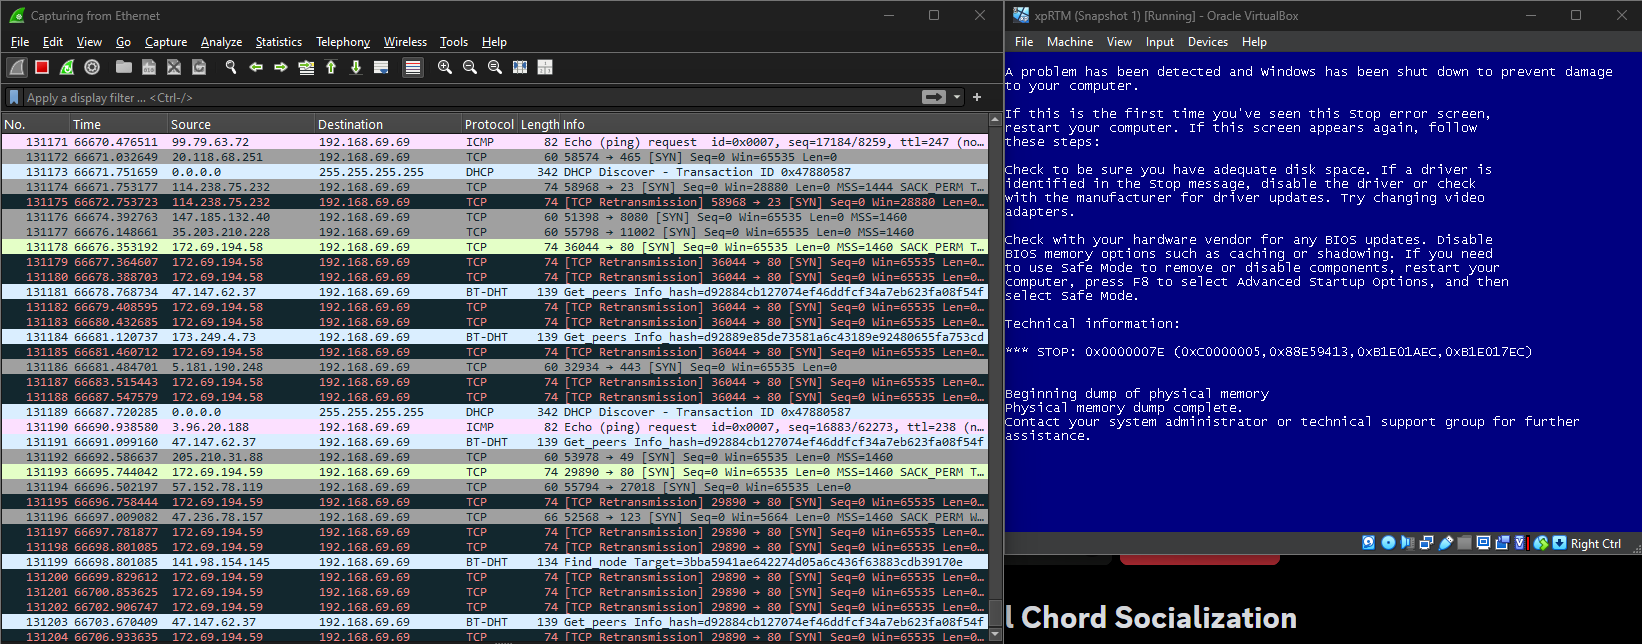 Capturing from Ethernet
File Edit View Go Capture Analyze Statistics Telephony Wireless Tools Help
Apply a display filter ... <Ctrl-/>
No. Time Source Destination Protocol Length Info
131171 66670.476511 99.79.63.72 192.168.69.69 ICMP 82 Echo (ping) request id=0x0007, seq=17184/8259, ttl=247 (no…
131172 66671.032649 20.118.68.251 192.168.69.69 TCP 60 58574 → 465 [SYN] Seq=0 Win=65535 Len=0
131173 66671.751659 0.0.0.0 255.255.255.255 DHCP 342 DHCP Discover - Transaction ID 0x47880587
131174 66671.753177 114.238.75.232 192.168.69.69 TCP 74 58968 → 23 [SYN] Seq=0 Win=28880 Len=0 MSS=1444 SACK_PERM T…
131175 66672.753723 114.238.75.232 192.168.69.69 TCP 74 [TCP Retransmission] 58968 → 23 [SYN] Seq=0 Win=28880 Len=0…
131176 66674.392763 147.185.132.40 192.168.69.69 TCP 60 51398 → 8080 [SYN] Seq=0 Win=65535 Len=0 MSS=1460
131177 66676.148661 35.203.210.228 192.168.69.69 TCP 60 55798 → 11002 [SYN] Seq=0 Win=65535 Len=0 MSS=1460
131178 66676.353192 172.69.194.58 192.168.69.69 TCP 74 36044 → 80 [SYN] Seq=0 Win=65535 Len=0 MSS=1460 SACK_PERM T…
131179 66677.364607 172.69.194.58 192.168.69.69 TCP 74 [TCP Retransmission] 36044 → 80 [SYN] Seq=0 Win=65535 Len=0…
131180 66678.388703 172.69.194.58 192.168.69.69 TCP 74 [TCP Retransmission] 36044 → 80 [SYN] Seq=0 Win=65535 Len=0…
131181 66678.768734 47.147.62.37 192.168.69.69 BT-DHT 139 Get_peers Info_hash=d92884cb127074ef46ddfcf34a7eb623fa08f54f
131182 66679.408595 172.69.194.58 192.168.69.69 TCP 74 [TCP Retransmission] 36044 → 80 [SYN] Seq=0 Win=65535 Len=0…
131183 66680.432685 172.69.194.58 192.168.69.69 TCP 74 [TCP Retransmission] 36044 → 80 [SYN] Seq=0 Win=65535 Len=0…
131184 66681.120737 173.249.4.73 192.168.69.69 BT-DHT 139 Get_peers Info_hash=d92889e85de73581a6c43189e92480655fa753cd
131185 66681.460712 172.69.194.58 192.168.69.69 TCP 74 [TCP Retransmission] 36044 → 80 [SYN] Seq=0 Win=65535 Len=0…
131186 66681.484701 5.181.190.248 192.168.69.69 TCP 60 32934 → 443 [SYN] Seq=0 Win=65535 Len=0
131187 66683.515443 172.69.194.58 192.168.69.69 TCP 74 [TCP Retransmission] 36044 → 80 [SYN] Seq=0 Win=65535 Len=0…
131188 66687.547579 172.69.194.58 192.168.69.69 TCP 74 [TCP Retransmission] 36044 → 80 [SYN] Seq=0 Win=65535 Len=0…
131189 66687.720285 0.0.0.0 255.255.255.255 DHCP 342 DHCP Discover - Transaction ID 0x47880587
131190 66690.938580 3.96.20.188 192.168.69.69 ICMP 82 Echo (ping) request id=0x0007, seq=16883/62273, ttl=238 (n…
131191 66691.099160 47.147.62.37 192.168.69.69 BT-DHT 139 Get_peers Info_hash=d92884cb127074ef46ddfcf34a7eb623fa08f54f
131192 66692.586637 205.210.31.88 192.168.69.69 TCP 60 53978 → 49 [SYN] Seq=0 Win=65535 Len=0 MSS=1460
131193 66695.744042 172.69.194.59 192.168.69.69 TCP 74 29890 → 80 [SYN] Seq=0 Win=65535 Len=0 MSS=1460 SACK_PERM T…
131194 66696.502197 57.152.78.119 192.168.69.69 TCP 60 55794 → 27018 [SYN] Seq=0 Win=65535 Len=0
131195 66696.758444 172.69.194.59 192.168.69.69 TCP 74 [TCP Retransmission] 29890 → 80 [SYN] Seq=0 Win=65535 Len=0…
131196 66697.009082 47.236.78.157 192.168.69.69 TCP 66 52568 → 123 [SYN] Seq=0 Win=5664 Len=0 MSS=1460 SACK_PERM W…
131197 66697.781877 172.69.194.59 192.168.69.69 TCP 74 [TCP Retransmission] 29890 → 80 [SYN] Seq=0 Win=65535 Len=0…
131198 66698.801085 172.69.194.59 192.168.69.69 TCP 74 [TCP Retransmission] 29890 → 80 [SYN] Seq=0 Win=65535 Len=0…
131199 66698.801085 141.98.154.145 192.168.69.69 BT-DHT 134 Find_node Target=3bba5941ae642274d05a6c436f63883cdb39170e
131200 66699.829612 172.69.194.59 192.168.69.69 TCP 74 [TCP Retransmission] 29890 → 80 [SYN] Seq=0 Win=65535 Len=0…
131201 66700.853625 172.69.194.59 192.168.69.69 TCP 74 [TCP Retransmission] 29890 → 80 [SYN] Seq=0 Win=65535 Len=0…
131202 66702.906747 172.69.194.59 192.168.69.69 TCP 74 [TCP Retransmission] 29890 → 80 [SYN] Seq=0 Win=65535 Len=0…
131203 66703.670409 47.147.62.37 192.168.69.69 BT-DHT 139 Get_peers Info_hash=d92884cb127074ef46ddfcf34a7eb623fa08f54f
131204 66706.933635 172.69.194.59 192.168.69.69 TCP 74 [TCP Retransmission] 29890 → 80 [SYN] Seq=0 Win=65535 Len=0…
xpRTM (Snapshot 1) [Running] - Oracle VirtualBox
File Machine View Input Devices Help
A problem has been detected and Windows has been shut down to prevent damage
to your computer.
If this is the first time you've seen this Stop error screen,
restart your computer. If this screen appears again, follow
these steps:
Check to be sure you have adequate disk space. If a driver is
identified in the Stop message, disable the driver or check
with the manufacturer for driver updates. Try changing video
adapters.
Check with your hardware vendor for any BIOS updates. Disable
BIOS memory options such as caching or shadowing. If you need
to use Safe Mode to remove or disable components, restart your
computer, press F8 to select Advanced Startup Options, and then
select Safe Mode.
Technical information:
*** STOP: 0x0000007E (0xC0000005,0x88E59413,0xB1E01AEC,0xB1E017EC)
Beginning dump of physical memory
Physical memory dump complete.
Contact your system administrator or technical support group for further
assistance.
Right Ctrl
l Chord Socialization